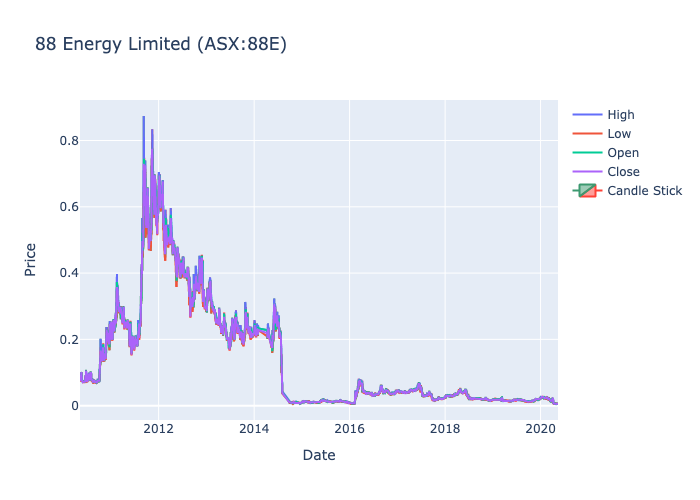 88 Energy Limited (ASX:88E)
High
Low
Open
Close
Candle Stick
Price
0.8
0.6
0.4
0.2
0
2012
2014
2016
2018
2020
Date